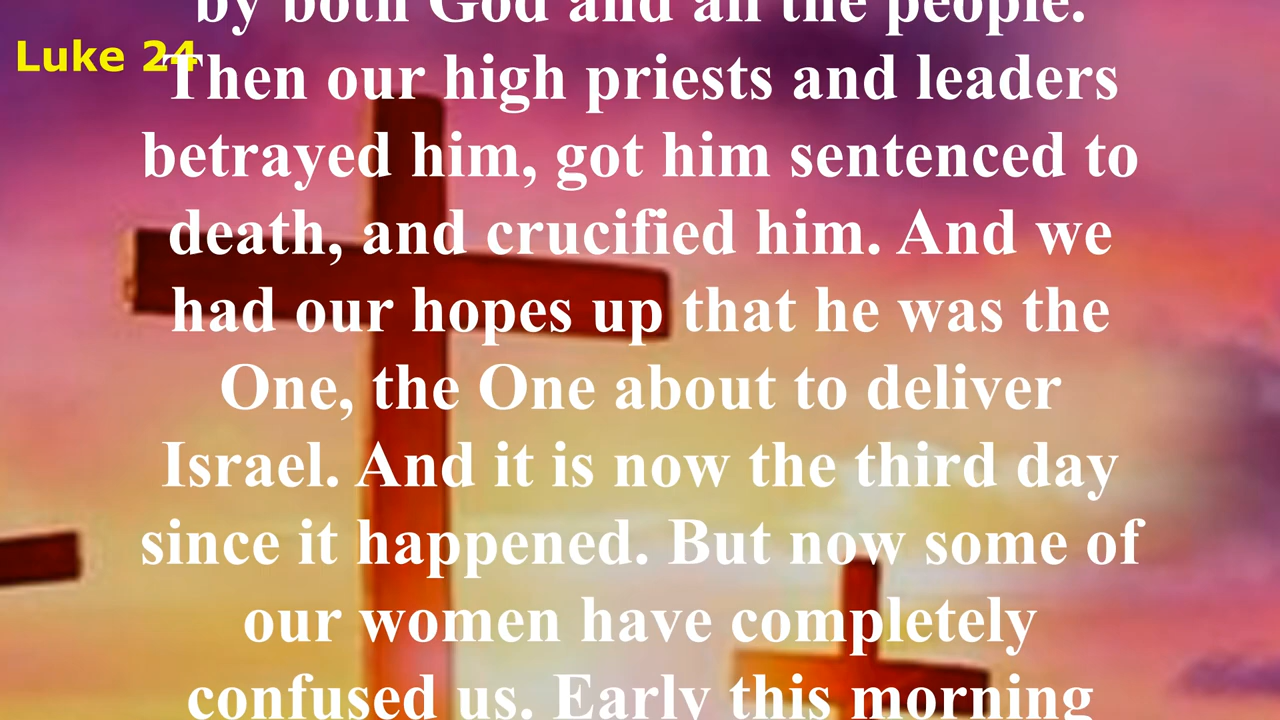 by both God and all the people.
Luke 24
Then our high priests and leaders
betrayed him, got him sentenced to
death, and crucified him. And we
had our hopes up that he was the
One, the One about to deliver
Israel. And it is now the third day
since it happened. But now some of
our women have completely
confused us. Early this morning